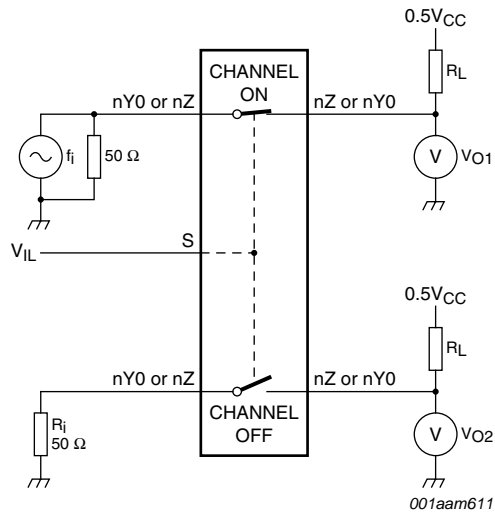 0.5VCC
RL
CHANNEL
ON
nY0 or nZ
nZ or nY0
fi
50 Ω
V
VO1
S
VIL
0.5VCC
RL
nY0 or nZ
nZ or nY0
CHANNEL
OFF
Ri
50 Ω
V
VO2
001aam611